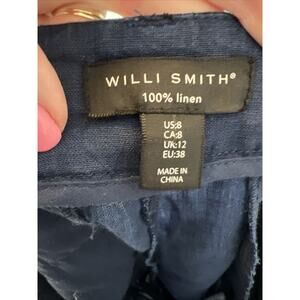 WILLI SMITH®
100% linen
US:8
CA:8
UK:12
EU:38
MADE IN
CHINA